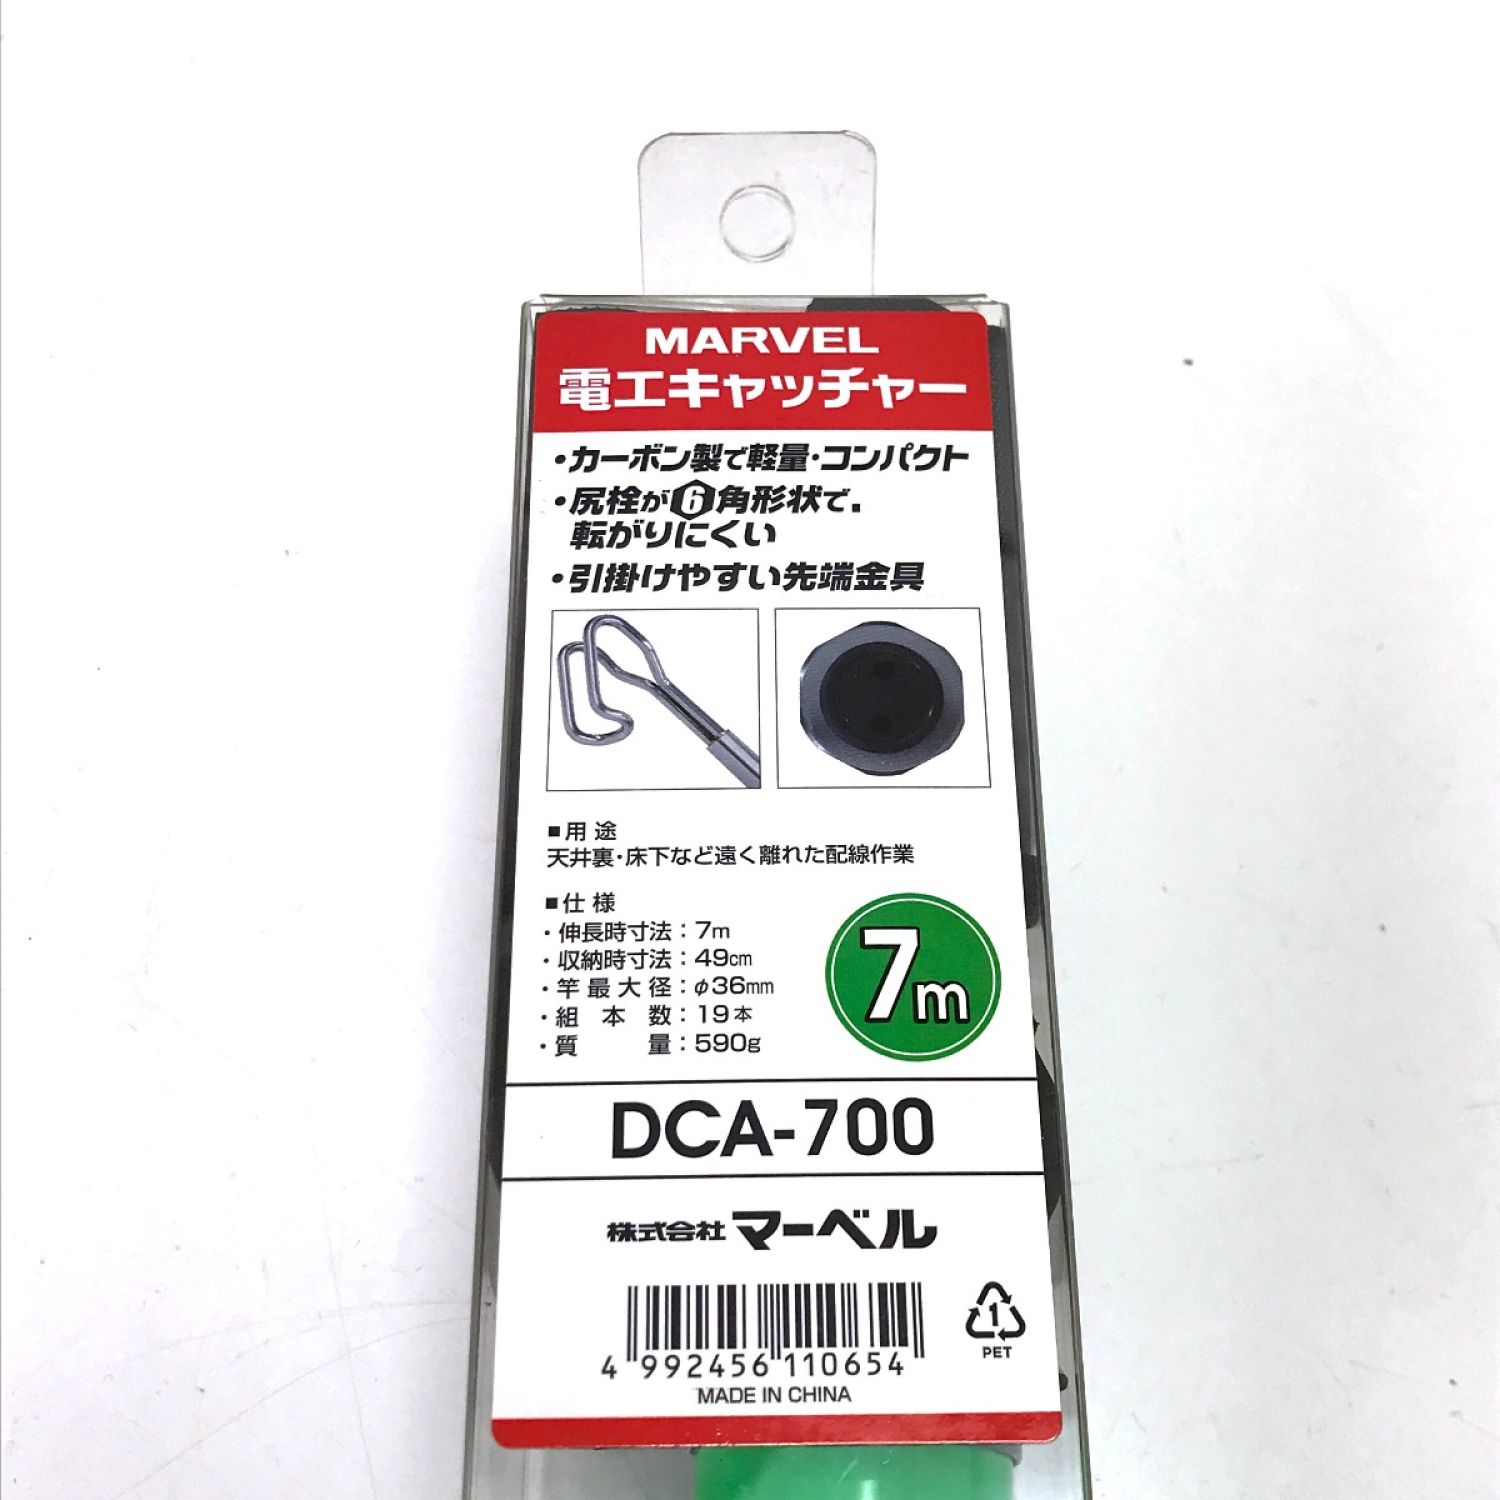 MARVEL
電工キャッチャー
・カーボン製で軽量・コンパクト
・尻栓が6角形状で、
転がりにくい
・引掛けやすい先端金具
■用途
天井裏・床下など遠く離れた配線作業
■仕様
・伸長時寸法：7m
・収納時寸法：49cm
・竿最大径：φ36mm
・組本数：19本
・質量：590g
7m
DCA-700
株式会社マーベル
4 992456 110654
MADE IN CHINA
1
PET